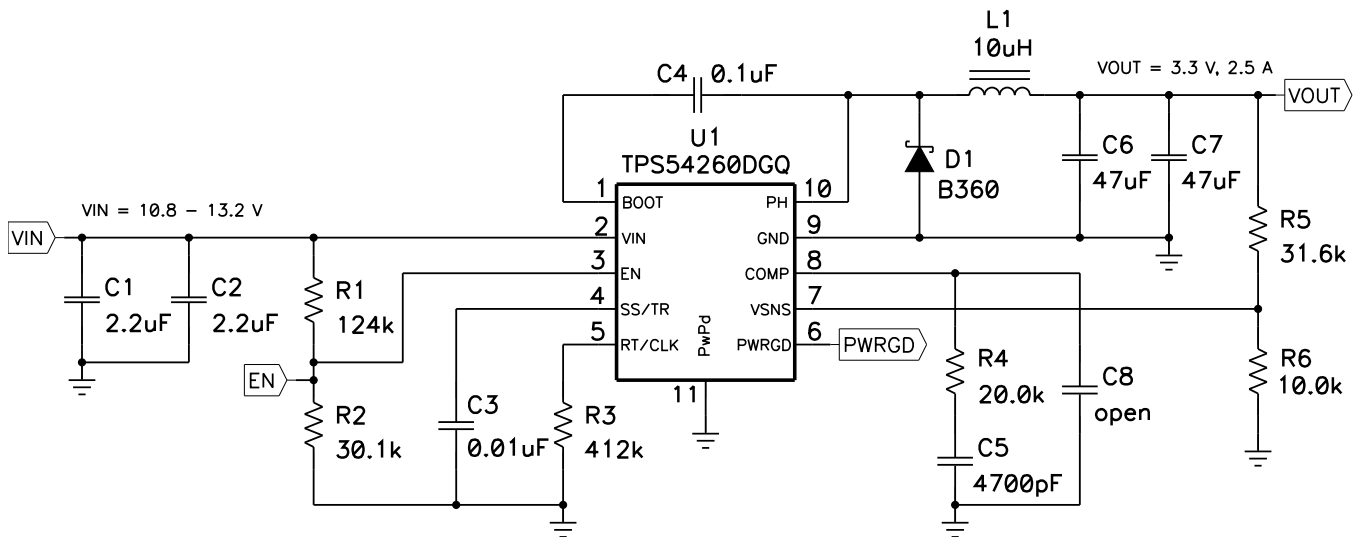 L1
10uH
C4 0.1uF
VOUT = 3.3 V, 2.5 A
VOUT
U1
TPS54260DGQ
D1
B360
C6
47uF
C7
47uF
1 BOOT
PH 10
VIN = 10.8 - 13.2 V
VIN
2 VIN
GND 9
3 EN
COMP 8
4 SS/TR
VSNS 7
5 RT/CLK
PWRGD 6
PwPd
11
PWRGD
R5
31.6k
C1
2.2uF
C2
2.2uF
R1
124k
EN
R2
30.1k
C3
0.01uF
R3
412k
R4
20.0k
C8
open
R6
10.0k
C5
4700pF